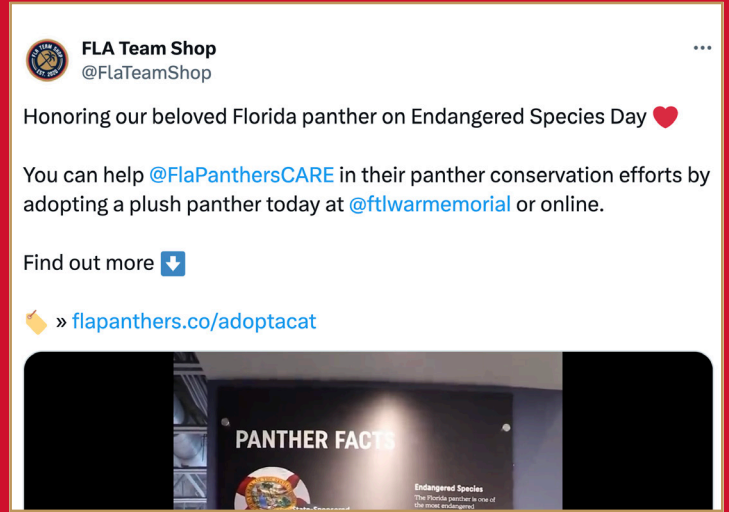 FLA Team Shop
@FlaTeamShop
Honoring our beloved Florida panther on Endangered Species Day ❤️
You can help @FlaPanthersCARE in their panther conservation efforts by
adopting a plush panther today at @ftlwarmemorial or online.
Find out more ⬇️
🏷️ » flapanthers.co/adoptacat
PANTHER FACTS
Endangered Species
The Florida panther is one of
the most endangered